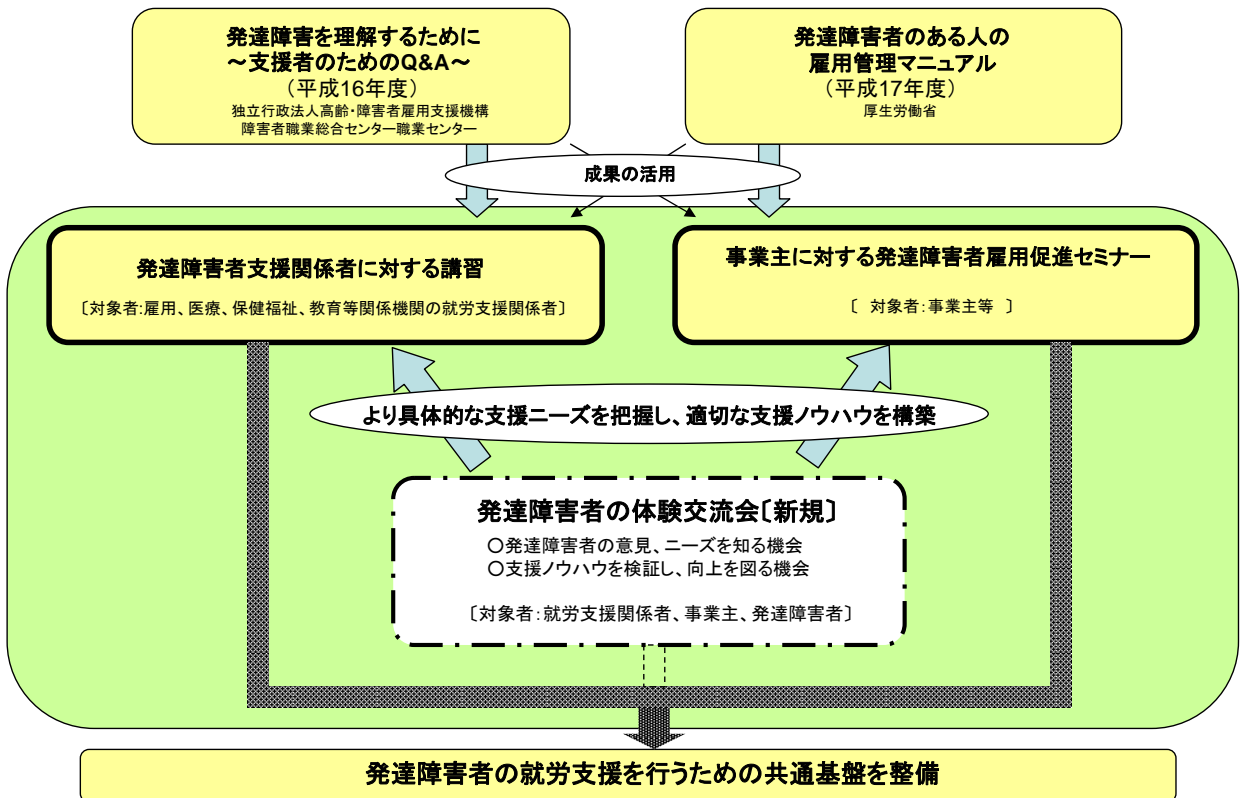 発達障害を理解するために
～支援者のためのQ&A～
（平成16年度）
独立行政法人高齢・障害者雇用支援機構
障害者職業総合センター職業センター
発達障害者のある人の
雇用管理マニュアル
（平成17年度）
厚生労働省
成果の活用
発達障害者支援関係者に対する講習
〔対象者:雇用、医療、保健福祉、教育等関係機関の就労支援関係者〕
事業主に対する発達障害者雇用促進セミナー
〔　対象者:事業主等　〕
より具体的な支援ニーズを把握し、適切な支援ノウハウを構築
発達障害者の体験交流会〔新規〕
○発達障害者の意見、ニーズを知る機会
○支援ノウハウを検証し、向上を図る機会
〔対象者:就労支援関係者、事業主、発達障害者〕
発達障害者の就労支援を行うための共通基盤を整備